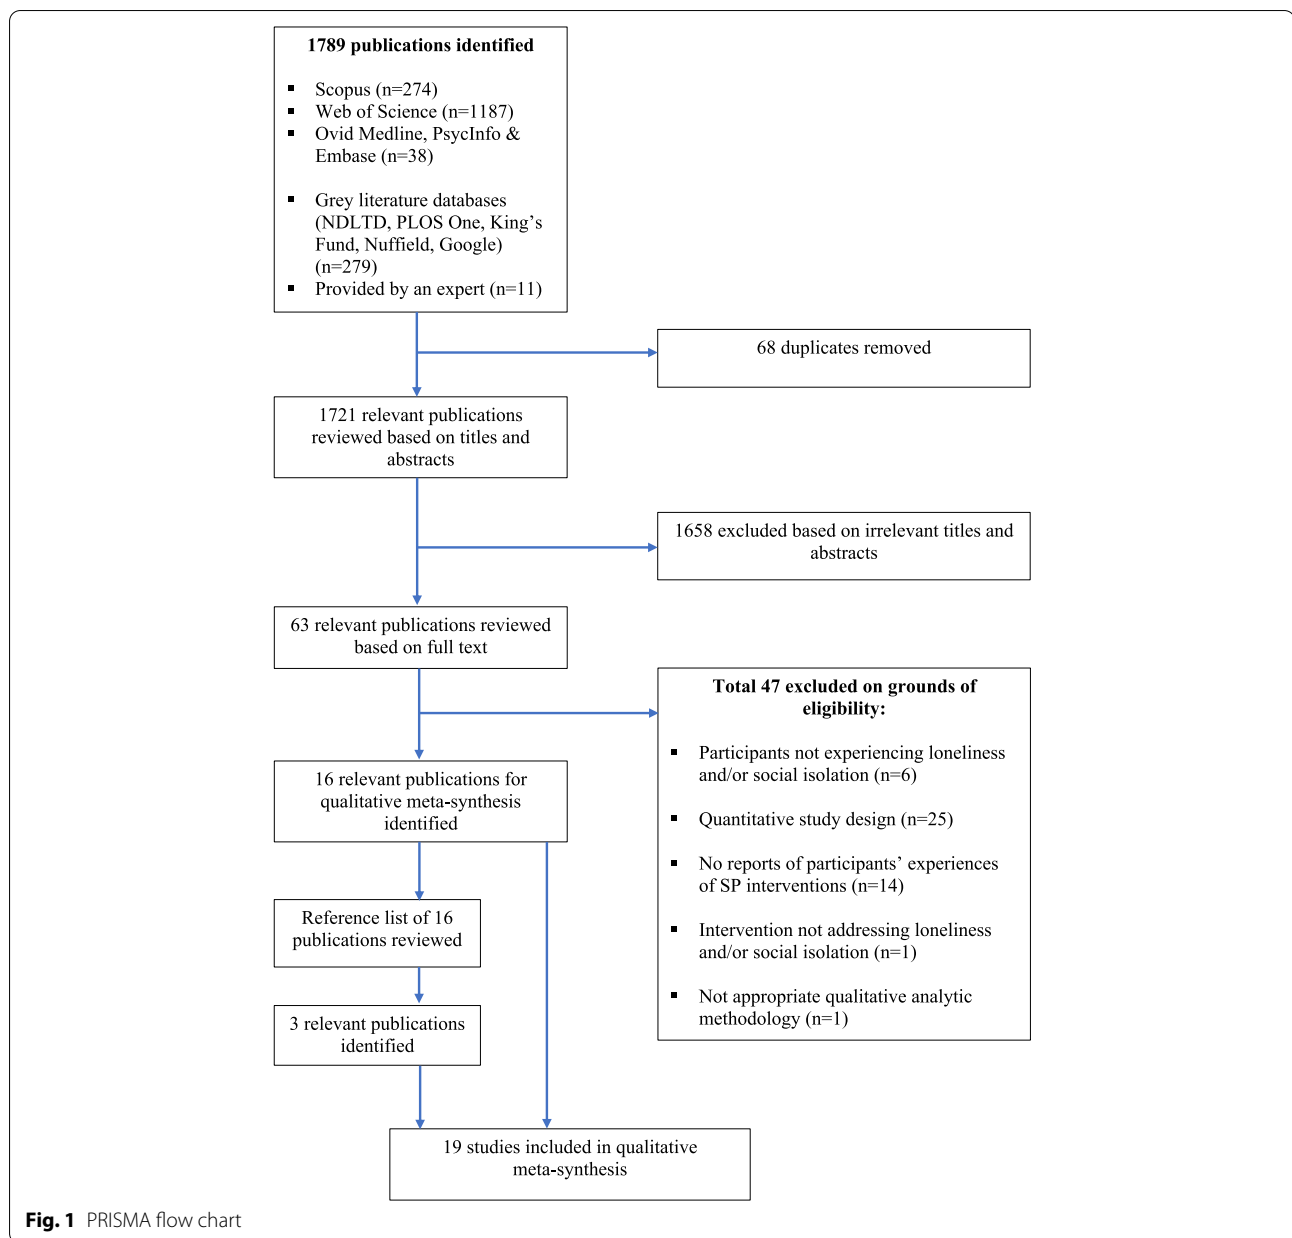 1789 publications identified
▪ Scopus (n=274)
▪ Web of Science (n=1187)
▪ Ovid Medline, PsycInfo &
Embase (n=38)
▪ Grey literature databases
(NDLTD, PLOS One, King’s
Fund, Nuffield, Google)
(n=279)
▪ Provided by an expert (n=11)
68 duplicates removed
1721 relevant publications
reviewed based on titles and
abstracts
1658 excluded based on irrelevant titles and
abstracts
63 relevant publications reviewed
based on full text
Total 47 excluded on grounds of
eligibility:
▪ Participants not experiencing loneliness
and/or social isolation (n=6)
▪ Quantitative study design (n=25)
▪ No reports of participants’ experiences
of SP interventions (n=14)
▪ Intervention not addressing loneliness
and/or social isolation (n=1)
▪ Not appropriate qualitative analytic
methodology (n=1)
16 relevant publications for
qualitative meta-synthesis
identified
Reference list of 16
publications reviewed
3 relevant publications
identified
19 studies included in qualitative
meta-synthesis
Fig. 1 PRISMA flow chart